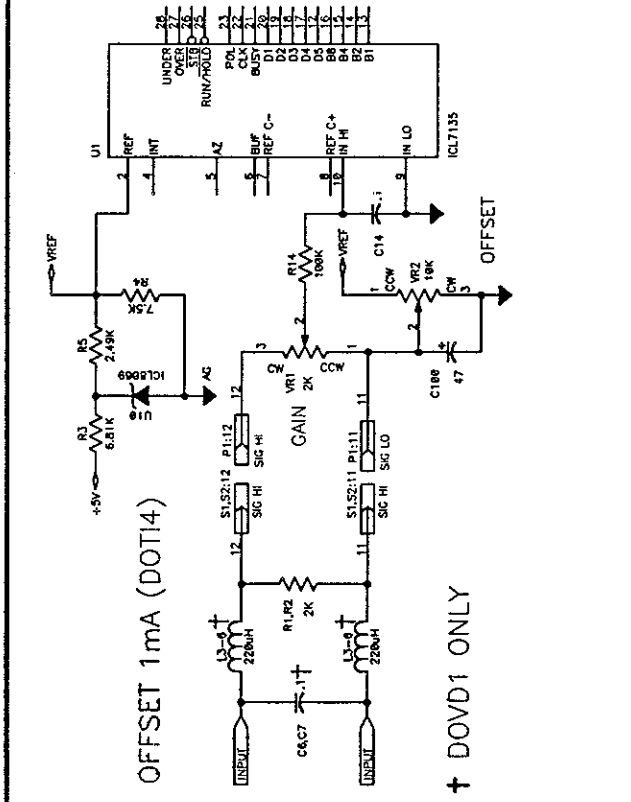 OFFSET 1mA (DOTI4)
+5V
R3
6.81K
R5
2.49K
VREF
U10
ICL8069
R4
7.5K
AG
U1
REF
INT
AZ
BUF
REF C-
REF C+
IN HI
IN LO
2
4
5
6
7
8
10
9
UNDER
OVER
STB
RUN/HOLD
POL
CLK
BUSY
D1
D2
D3
D4
D5
B8
B4
B2
B1
28
27
26
25
23
22
21
20
19
18
17
12
16
15
14
13
ICL7135
INPUT
INPUT
C6,C7
.1†
L3-6
220uH
†
L3-6
220uH
†
R1,R2
2K
12
S1,S2:12
SIG HI
P1:12
SIG HI
12
11
S1,S2:11
SIG HI
P1:11
SIG LO
11
GAIN
VR1
2K
CW
CCW
3
2
1
R14
100K
C14
.1
VREF
VR2
10K
CCW
CW
1
2
3
C100
+
47
OFFSET
† DOVD1 ONLY